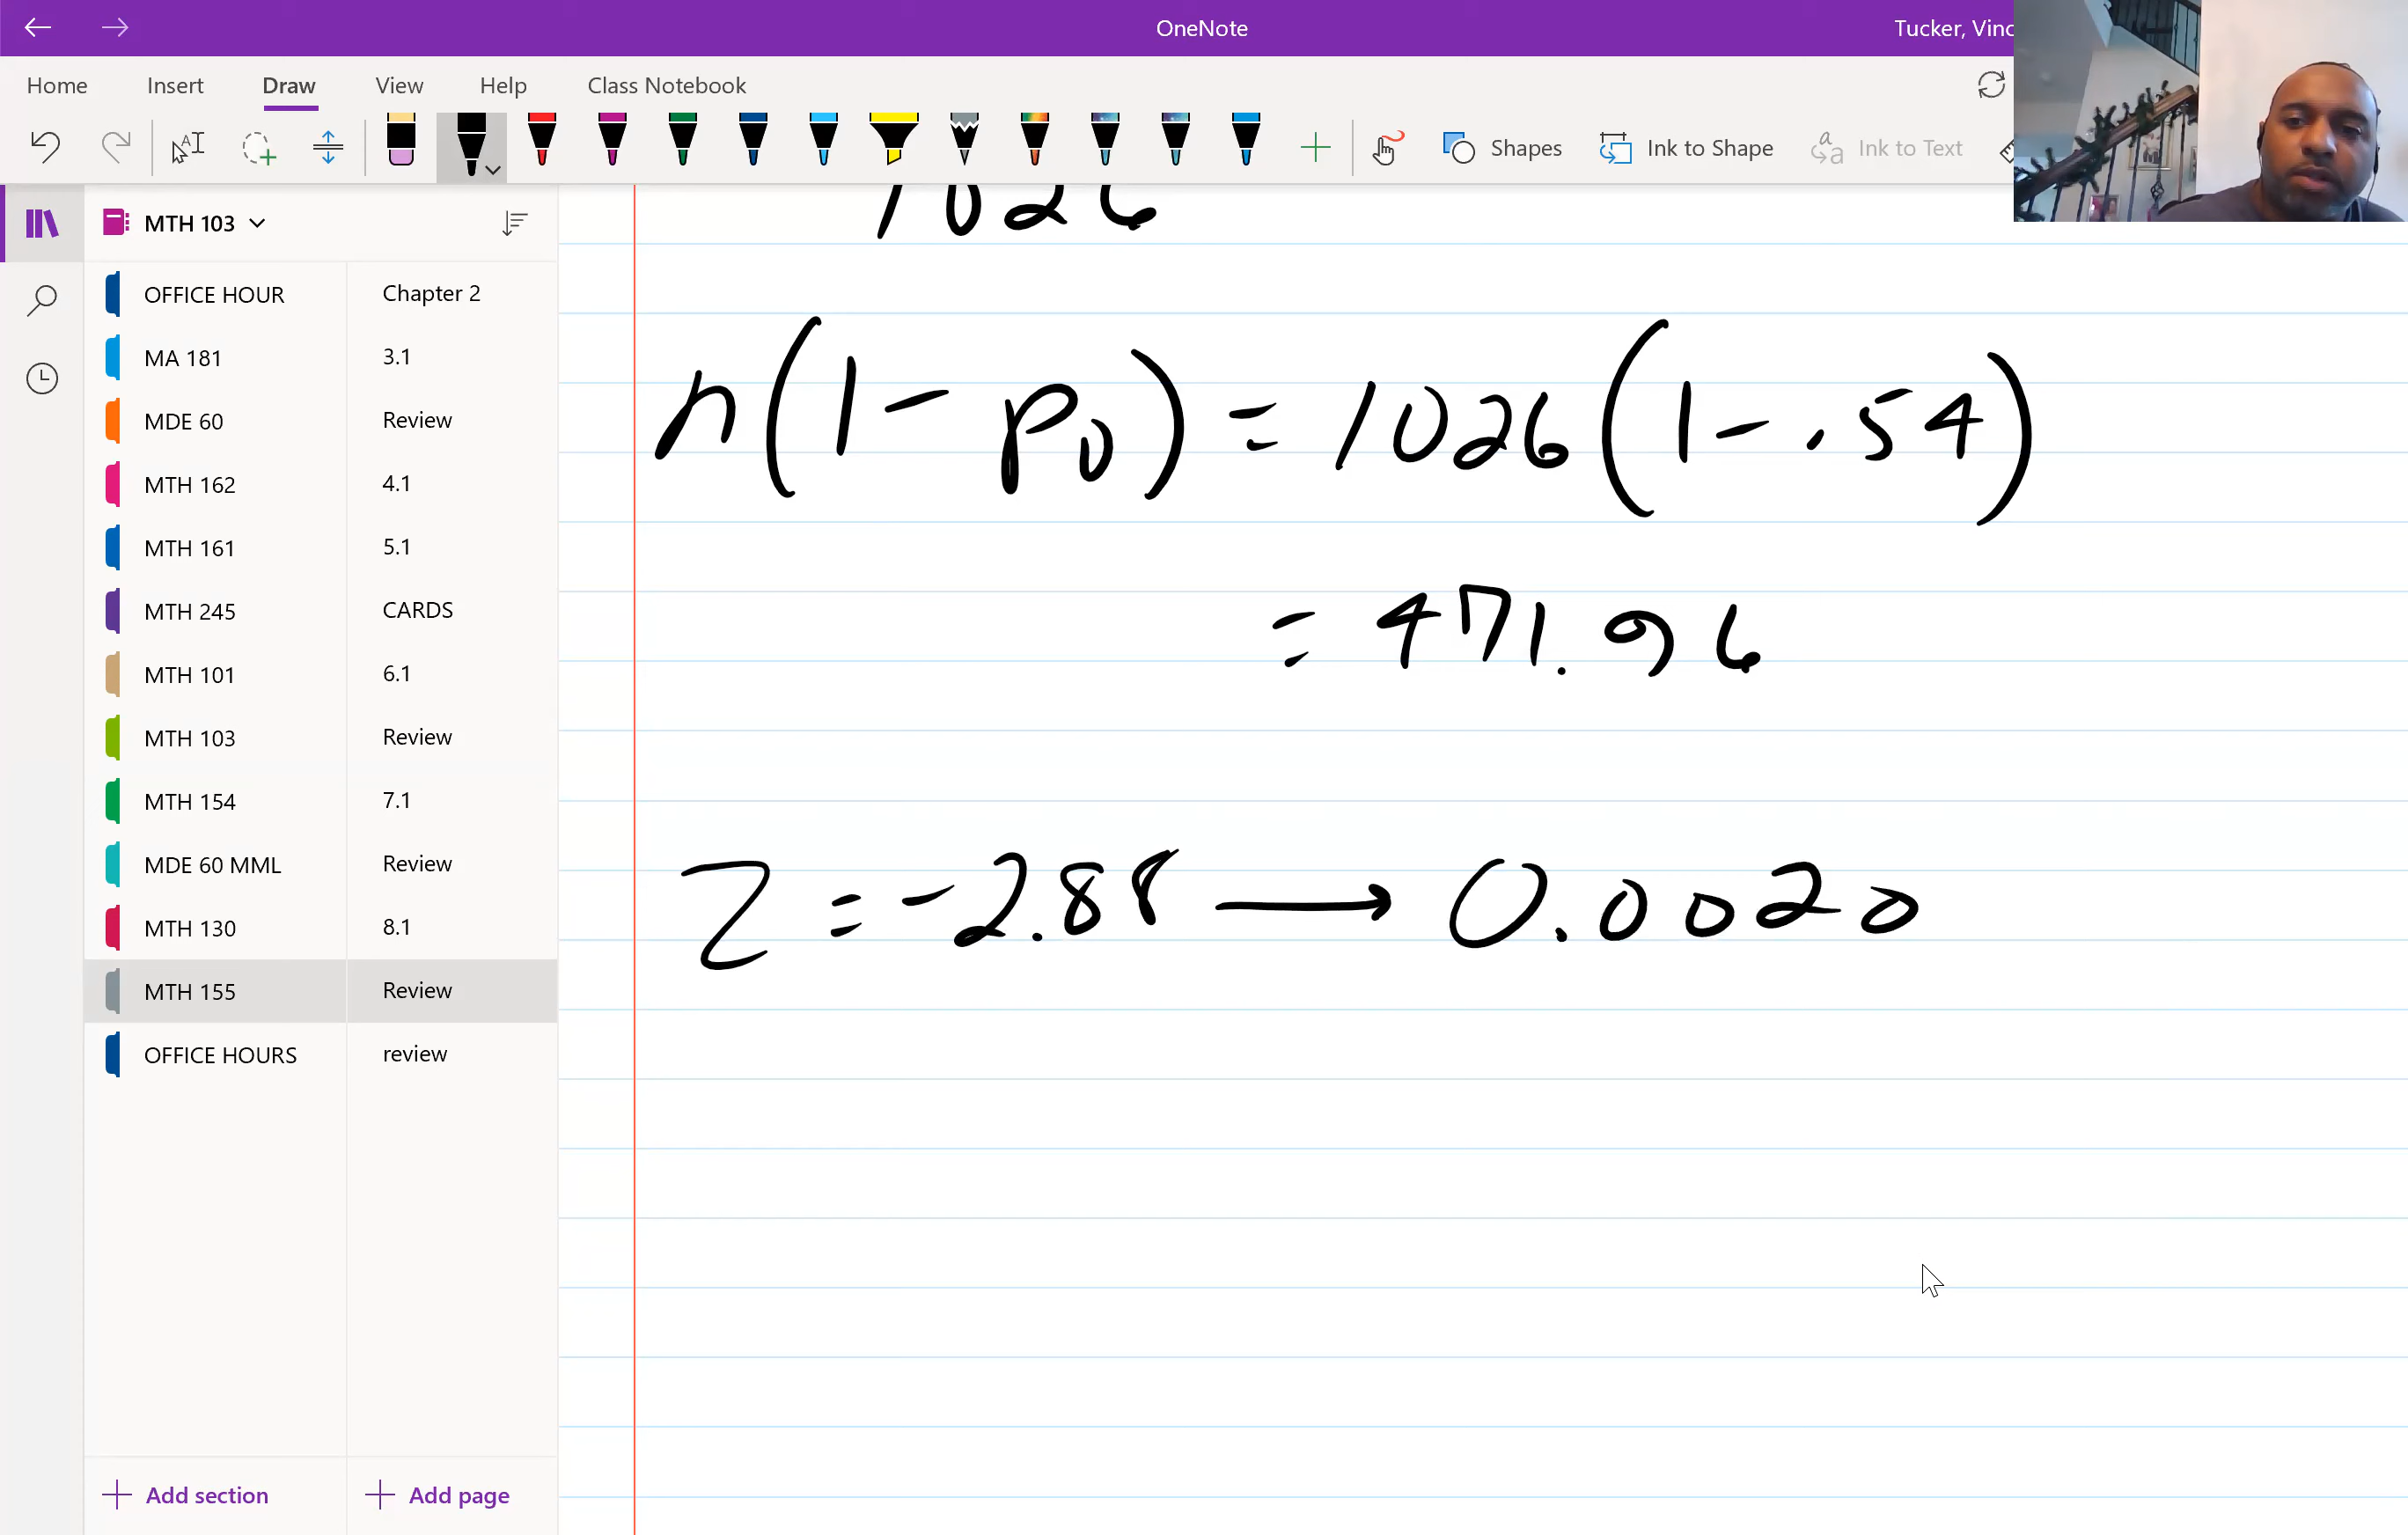 OneNote
Tucker, Vinc
Home Insert Draw View Help Class Notebook
Shapes Ink to Shape Ink to Text
MTH 103
OFFICE HOUR Chapter 2
MA 181 3.1
MDE 60 Review
MTH 162 4.1
MTH 161 5.1
MTH 245 CARDS
MTH 101 6.1
MTH 103 Review
MTH 154 7.1
MDE 60 MML Review
MTH 130 8.1
MTH 155 Review
OFFICE HOURS review
Add section Add page
1026
n(1 - p₀) = 1026(1 - .54)
= 471.96
Z = -2.88 → 0.0020